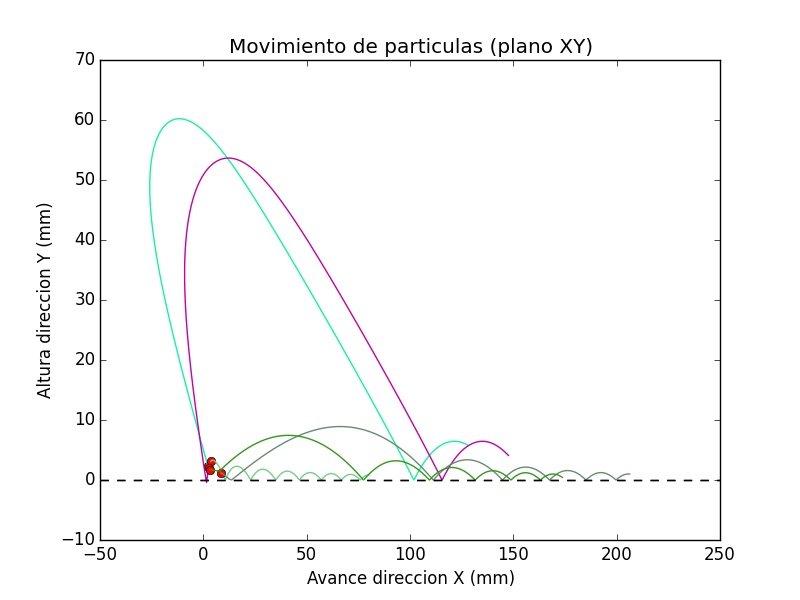 Movimiento de particulas (plano XY)
70
60
50
40
30
20
10
0
−10
Altura direccion Y (mm)
−50 0 50 100 150 200 250
Avance direccion X (mm)